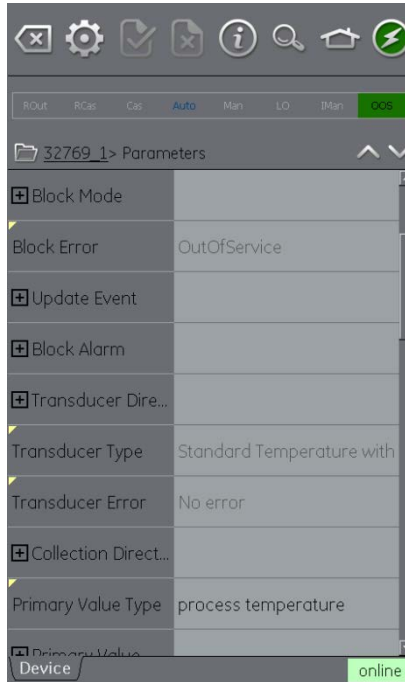 ROut RCas Cas Auto Man LO IMan OOS
32769_1> Parameters
Block Mode
Block Error OutOfService
Update Event
Block Alarm
Transducer Dire...
Transducer Type Standard Temperature with
Transducer Error No error
Collection Direct...
Primary Value Type process temperature
Primary Value
Device online